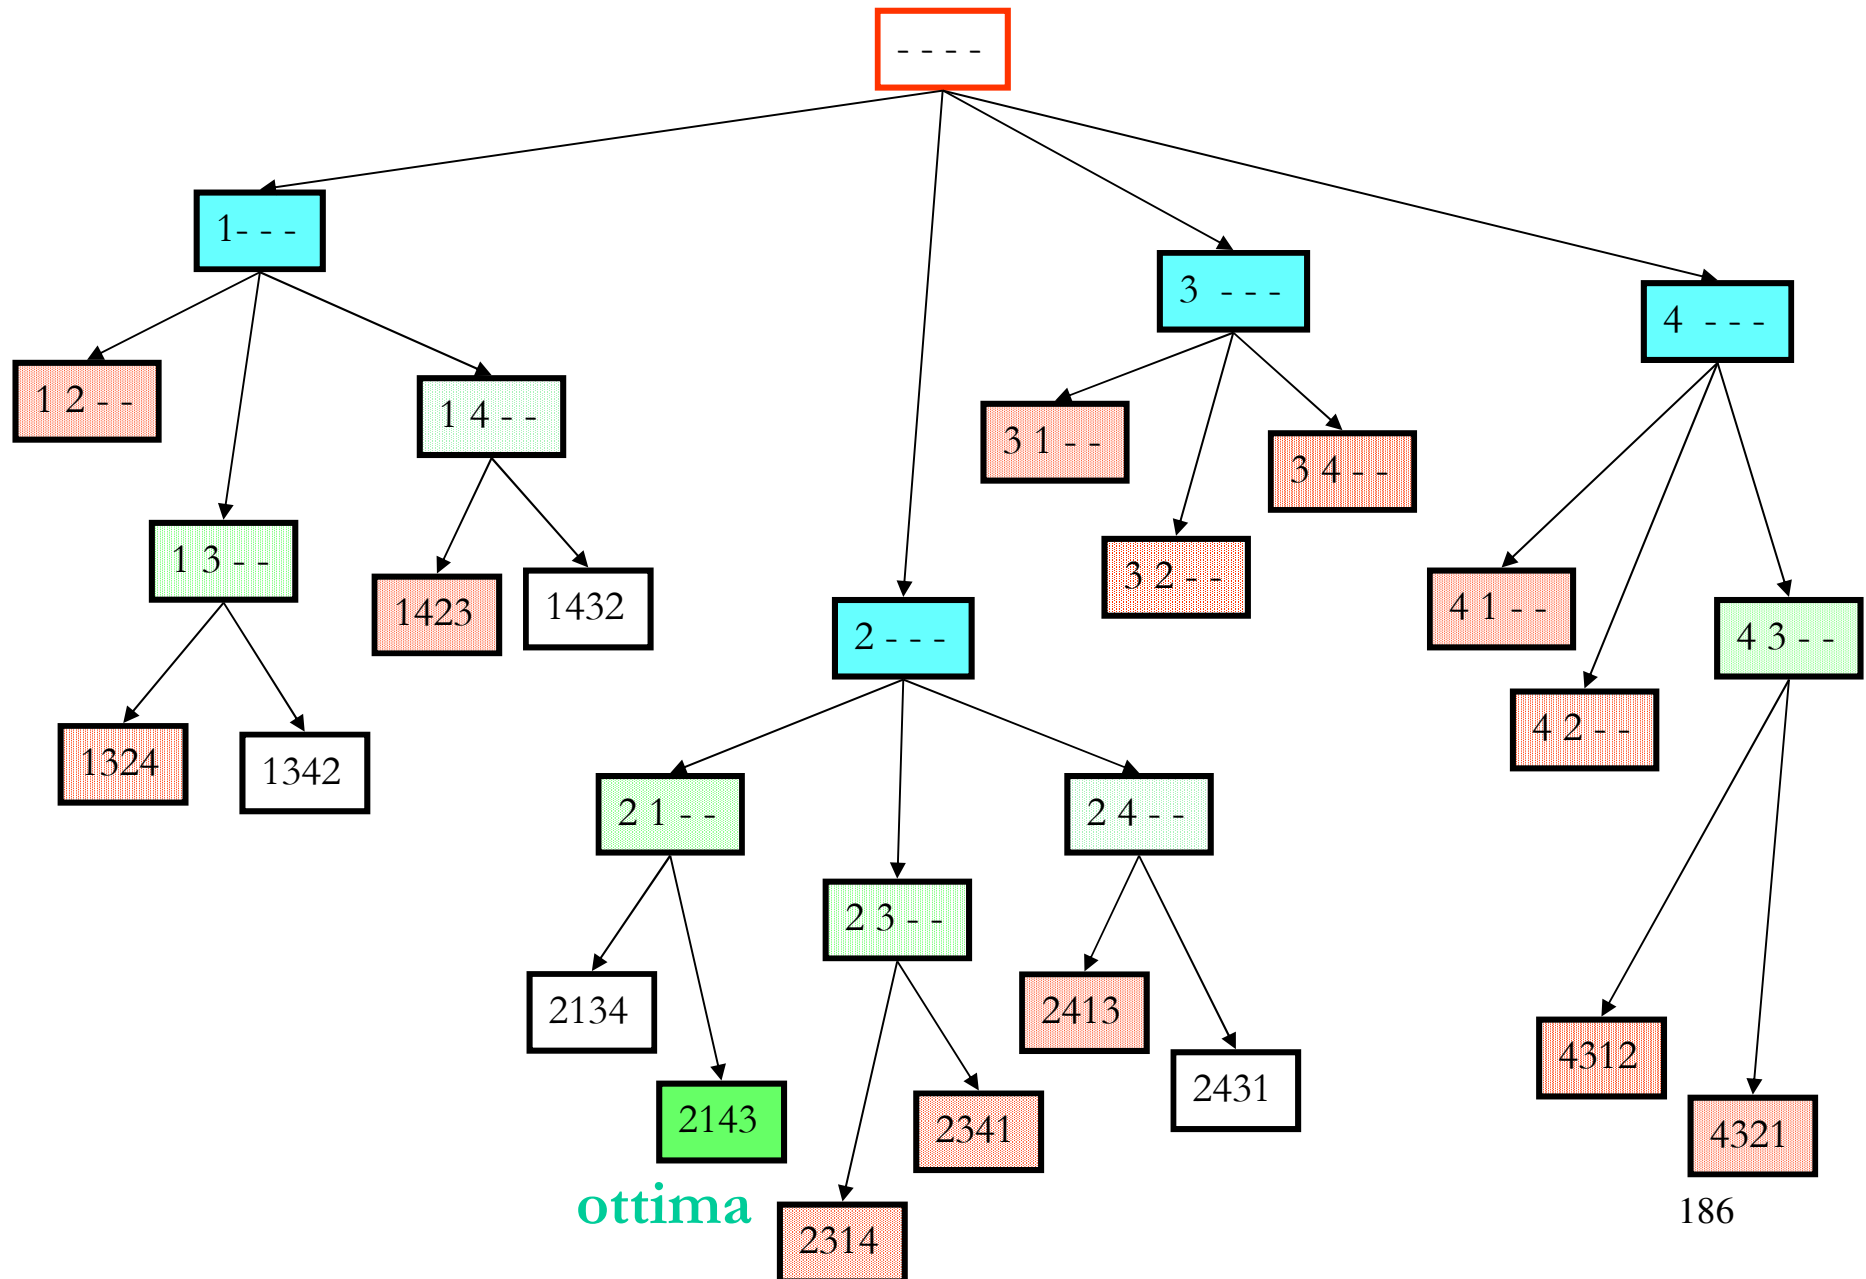 - - - -
1- - -
3 - - -
4 - - -
1 2 - -
1 4 - -
3 1 - -
3 4 - -
1 3 - -
3 2 - -
1423
1432
2 - - -
4 1 - -
4 3 - -
4 2 - -
1324
1342
2 1 - -
2 4 - -
2 3 - -
2134
2413
4312
2431
2143
2341
4321
ottima
2314
186